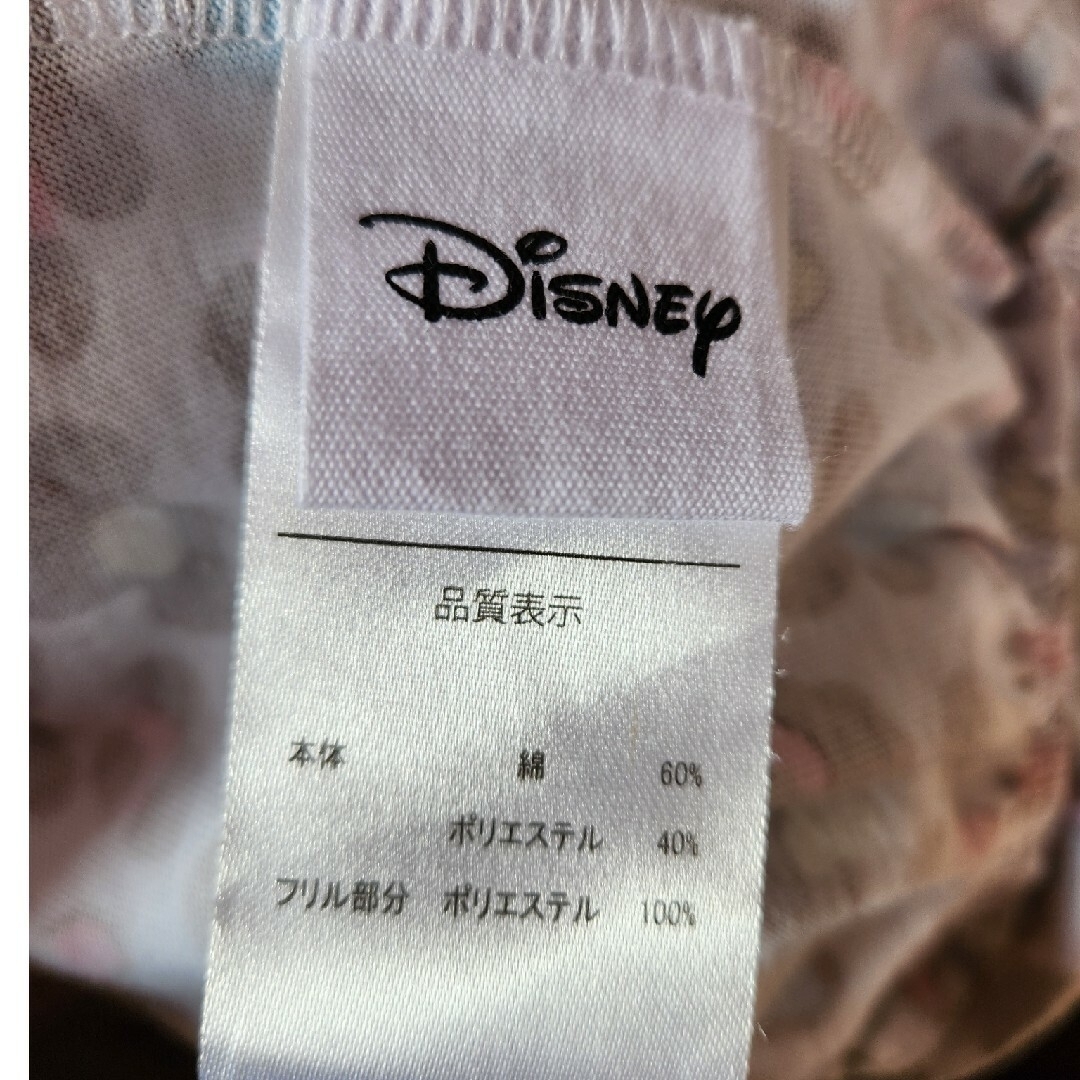 Disney
品質表示
本体 綿 60%
ポリエステル 40%
フリル部分 ポリエステル 100%